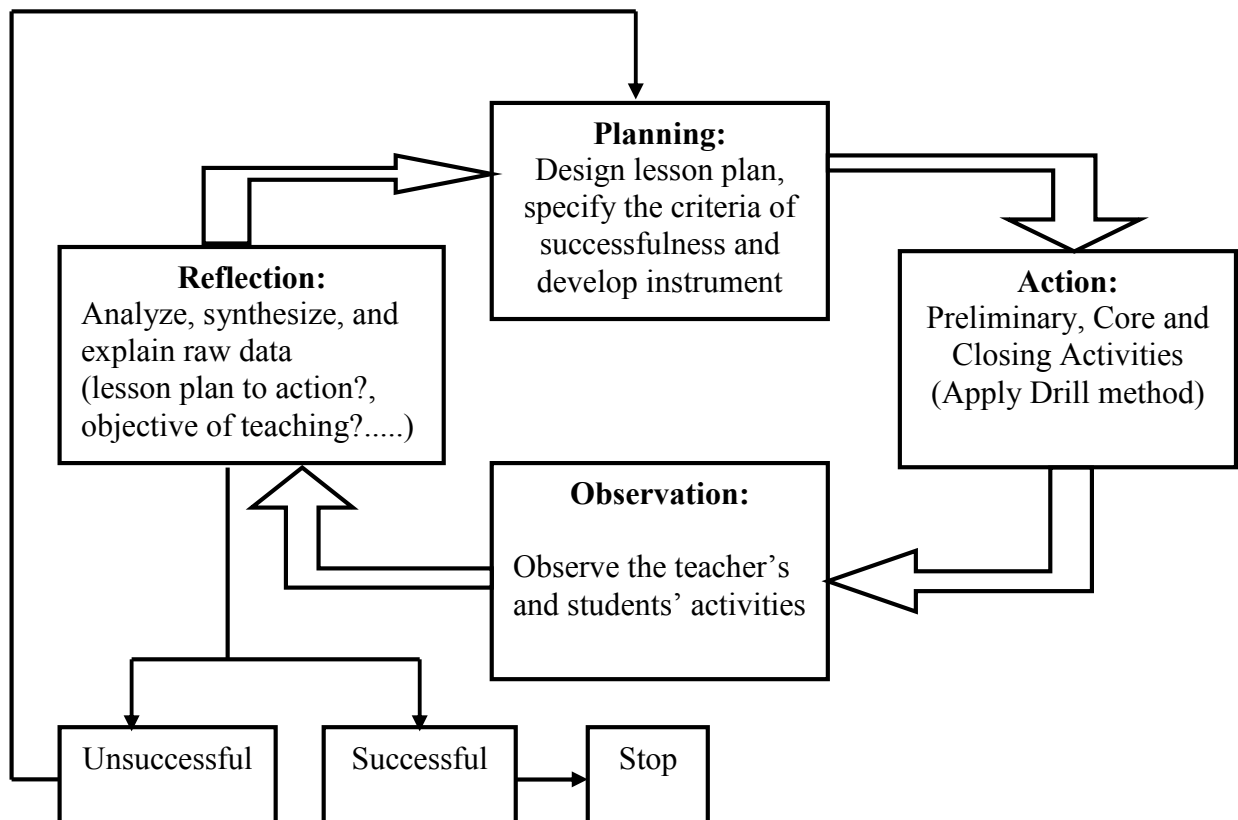 Planning:
Design lesson plan,
specify the criteria of
successfulness and
develop instrument
Action:
Preliminary, Core and
Closing Activities
(Apply Drill method)
Observation:
Observe the teacher’s
and students’ activities
Reflection:
Analyze, synthesize, and
explain raw data
(lesson plan to action?,
objective of teaching?.....)
Unsuccessful
Successful
Stop